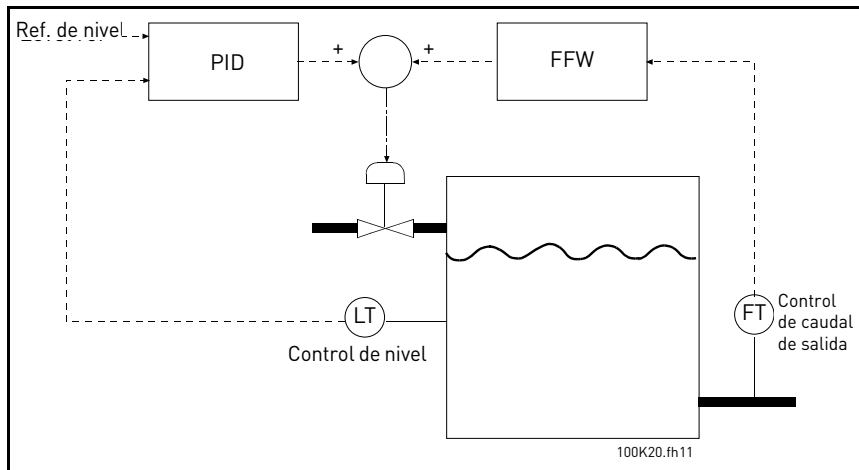 Ref. de nivel
PID
+
+
FFW
LT
Control de nivel
FT
Control
de caudal
de salida
100K20.fh11